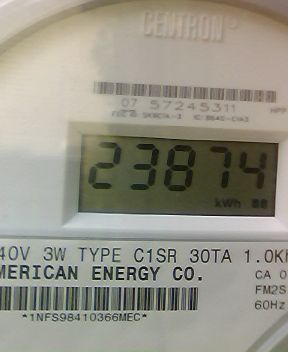 CENTRON®
07 57245311
23874
kWh 88
40V 3W TYPE C1SR 30TA 1.0K
MERICAN ENERGY CO.
CA 0
FM2S
60Hz
*1NFS98410366MEC*